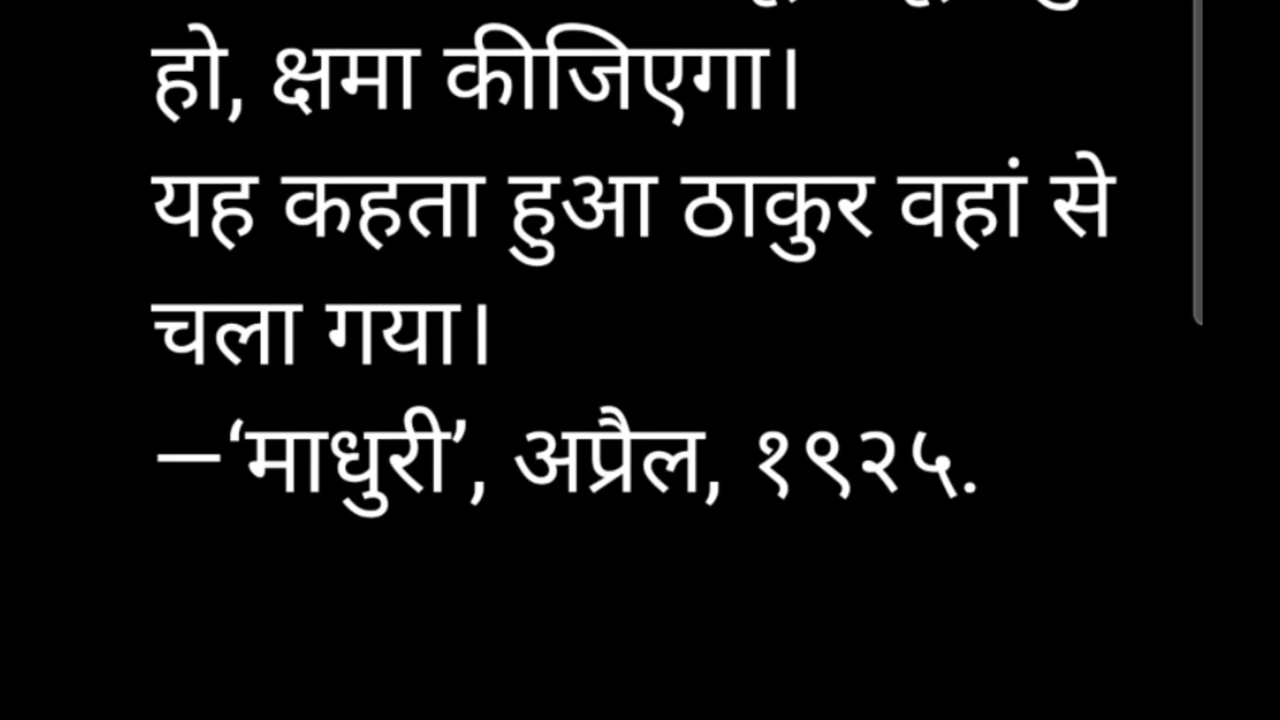 हो, क्षमा कीजिएगा।
यह कहता हुआ ठाकुर वहां से
चला गया।
—‘माधुरी’, अप्रैल, १९२५.